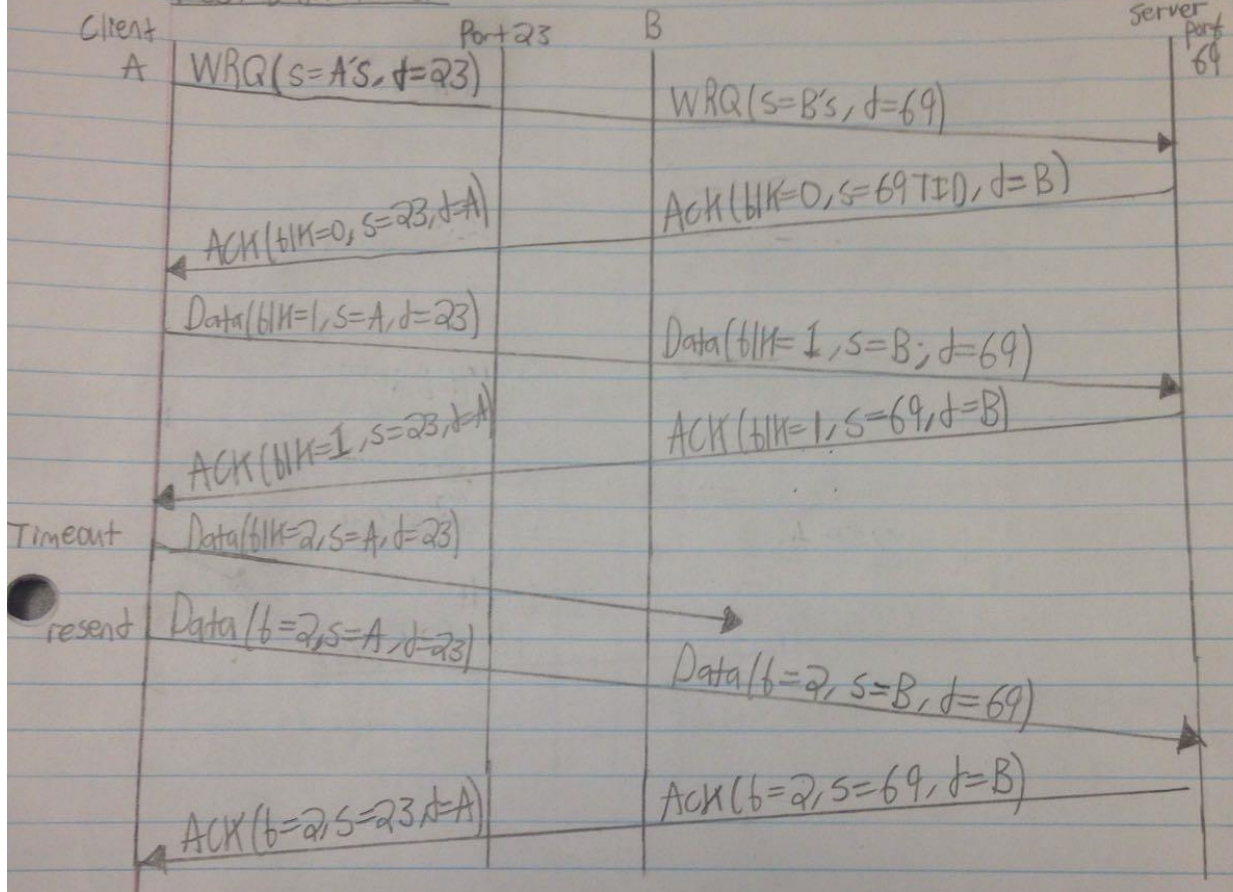 Client
Port 23
B
Server
Port
69
A
WRQ(s=A's, d=23)
WRQ(s=B's, d=69)
ACK(blk=0, s=69 TID, d=B)
ACK(blk=0, s=23, d=A)
Data(blk=1, s=A, d=23)
Data(blk=1, s=B, d=69)
ACK(blk=1, s=69, d=B)
ACK(blk=1, s=23, d=A)
Timeout
Data(blk=2, s=A, d=23)
resend
Data(b=2, s=A, d=23)
Data(b=2, s=B, d=69)
ACK(b=2, s=69, d=B)
ACK(b=2, s=23, d=A)